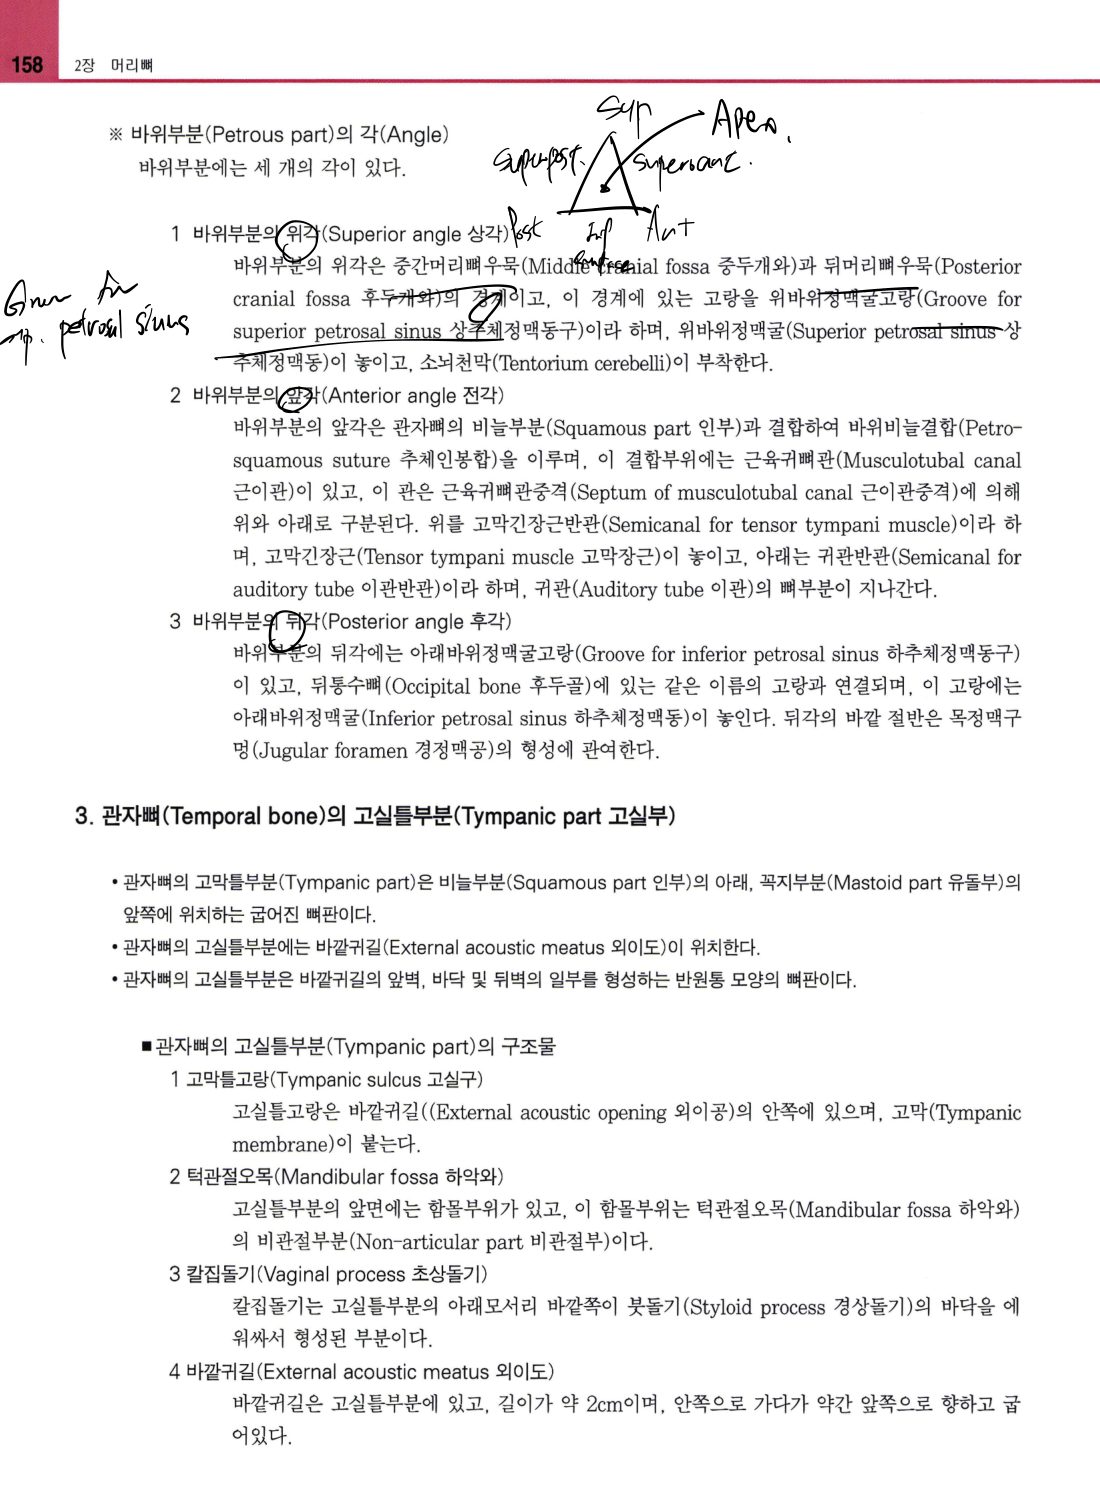 158 2장 머리뼈
Sup
Apex.
※ 바위부분(Petrous part)의 각(Angle)
바위부분에는 세 개의 각이 있다.
Superpost. Superoant.
Post Inf Ant
1 바위부분의 위각(Superior angle 상각)
바위부분의 위각은 중간머리뼈우묵(Middle cranial fossa 중두개와)과 뒤머리뼈우묵(Posterior
cranial fossa 후두개와)의 경계이고, 이 경계에 있는 고랑을 위바위정맥굴고랑(Groove for
superior petrosal sinus 상추체정맥동구)이라 하며, 위바위정맥굴(Superior petrosal sinus 상
추체정맥동)이 놓이고, 소뇌천막(Tentorium cerebelli)이 부착한다.
petrosal sinus
2 바위부분의 앞각(Anterior angle 전각)
바위부분의 앞각은 관자뼈의 비늘부분(Squamous part 인부)과 결합하여 바위비늘결합(Petro-
squamous suture 추체인봉합)을 이루며, 이 결합부위에는 근육귀뼈관(Musculotubal canal
근이관)이 있고, 이 관은 근육귀뼈관중격(Septum of musculotubal canal 근이관중격)에 의해
위와 아래로 구분된다. 위를 고막긴장근반관(Semicanal for tensor tympani muscle)이라 하
며, 고막긴장근(Tensor tympani muscle 고막장근)이 놓이고, 아래는 귀관반관(Semicanal for
auditory tube 이관반관)이라 하며, 귀관(Auditory tube 이관)의 뼈부분이 지나간다.
3 바위부분의 뒤각(Posterior angle 후각)
바위부분의 뒤각에는 아래바위정맥굴고랑(Groove for inferior petrosal sinus 하추체정맥동구)
이 있고, 뒤통수뼈(Occipital bone 후두골)에 있는 같은 이름의 고랑과 연결되며, 이 고랑에는
아래바위정맥굴(Inferior petrosal sinus 하추체정맥동)이 놓인다. 뒤각의 바깥 절반은 목정맥구
멍(Jugular foramen 경정맥공)의 형성에 관여한다.
3. 관자뼈(Temporal bone)의 고실틀부분(Tympanic part 고실부)
• 관자뼈의 고막틀부분(Tympanic part)은 비늘부분(Squamous part 인부)의 아래, 꼭지부분(Mastoid part 유돌부)의
앞쪽에 위치하는 굽어진 뼈판이다.
• 관자뼈의 고실틀부분에는 바깥귀길(External acoustic meatus 외이도)이 위치한다.
• 관자뼈의 고실틀부분은 바깥귀길의 앞벽, 바닥 및 뒤벽의 일부를 형성하는 반원통 모양의 뼈판이다.
■ 관자뼈의 고실틀부분(Tympanic part)의 구조물
1 고막틀고랑(Tympanic sulcus 고실구)
고실틀고랑은 바깥귀길((External acoustic opening 외이공)의 안쪽에 있으며, 고막(Tympanic
membrane)이 붙는다.
2 턱관절오목(Mandibular fossa 하악와)
고실틀부분의 앞면에는 함몰부위가 있고, 이 함몰부위는 턱관절오목(Mandibular fossa 하악와)
의 비관절부분(Non-articular part 비관절부)이다.
3 칼집돌기(Vaginal process 초상돌기)
칼집돌기는 고실틀부분의 아래모서리 바깥쪽이 붓돌기(Styloid process 경상돌기)의 바닥을 에
워싸서 형성된 부분이다.
4 바깥귀길(External acoustic meatus 외이도)
바깥귀길은 고실틀부분에 있고, 길이가 약 2cm이며, 안쪽으로 가다가 약간 앞쪽으로 향하고 굽
어있다.